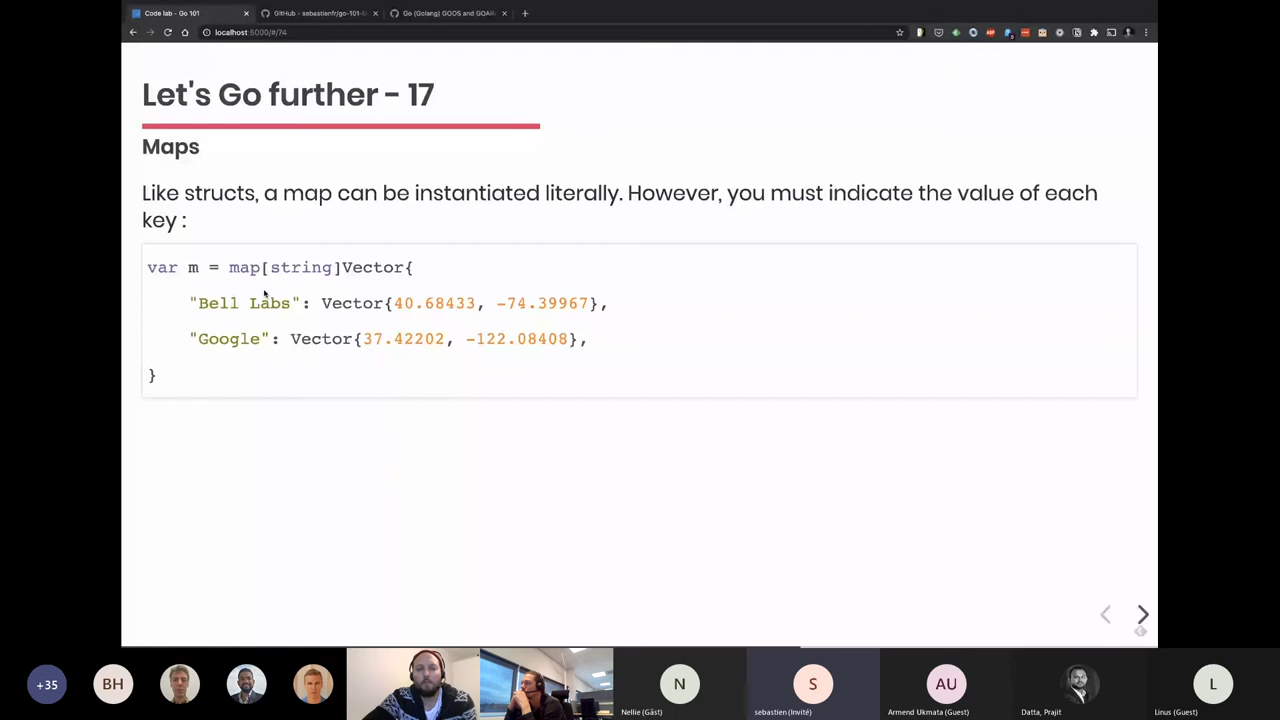 Code lab - Go 101
GitHub - sebastienfr/go-101-l
Go (Golang) GOOS and GOAR
localhost:5000/#/74
Let's Go further - 17
Maps
Like structs, a map can be instantiated literally. However, you must indicate the value of each
key :
var m = map[string]Vector{
"Bell Labs": Vector{40.68433, -74.39967},
"Google": Vector{37.42202, -122.08408},
}
+35
BH
N
S
AU
L
Nellie (Gäst)
sebastien (Invité)
Armend Ukmata (Guest)
Datta, Prajit
Linus (Guest)